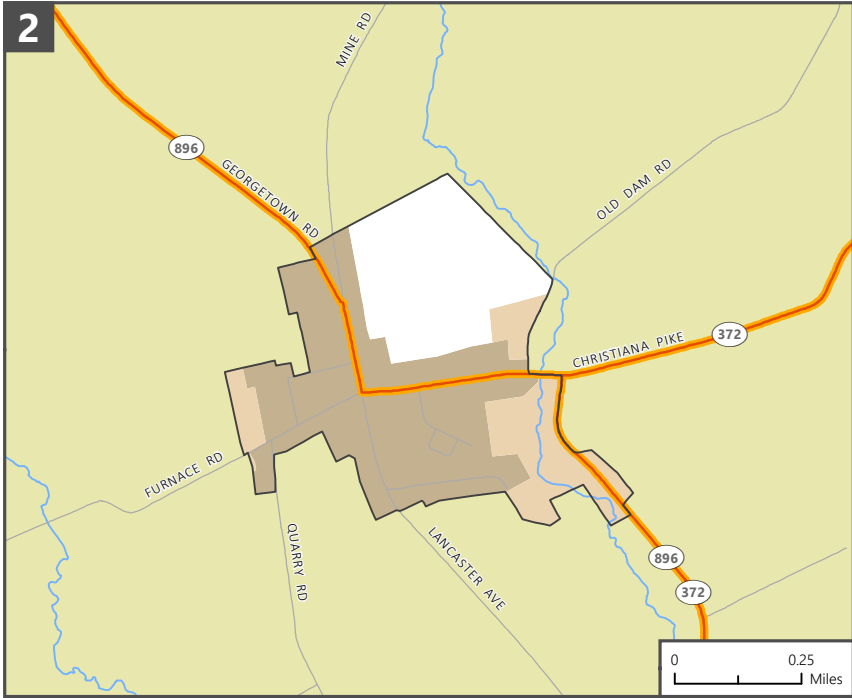 2
MINE RD
896
GEORGETOWN RD
OLD DAM RD
372
CHRISTIANA PIKE
FURNACE RD
QUARRY RD
LANCASTER AVE
896
372
0 0.25
Miles